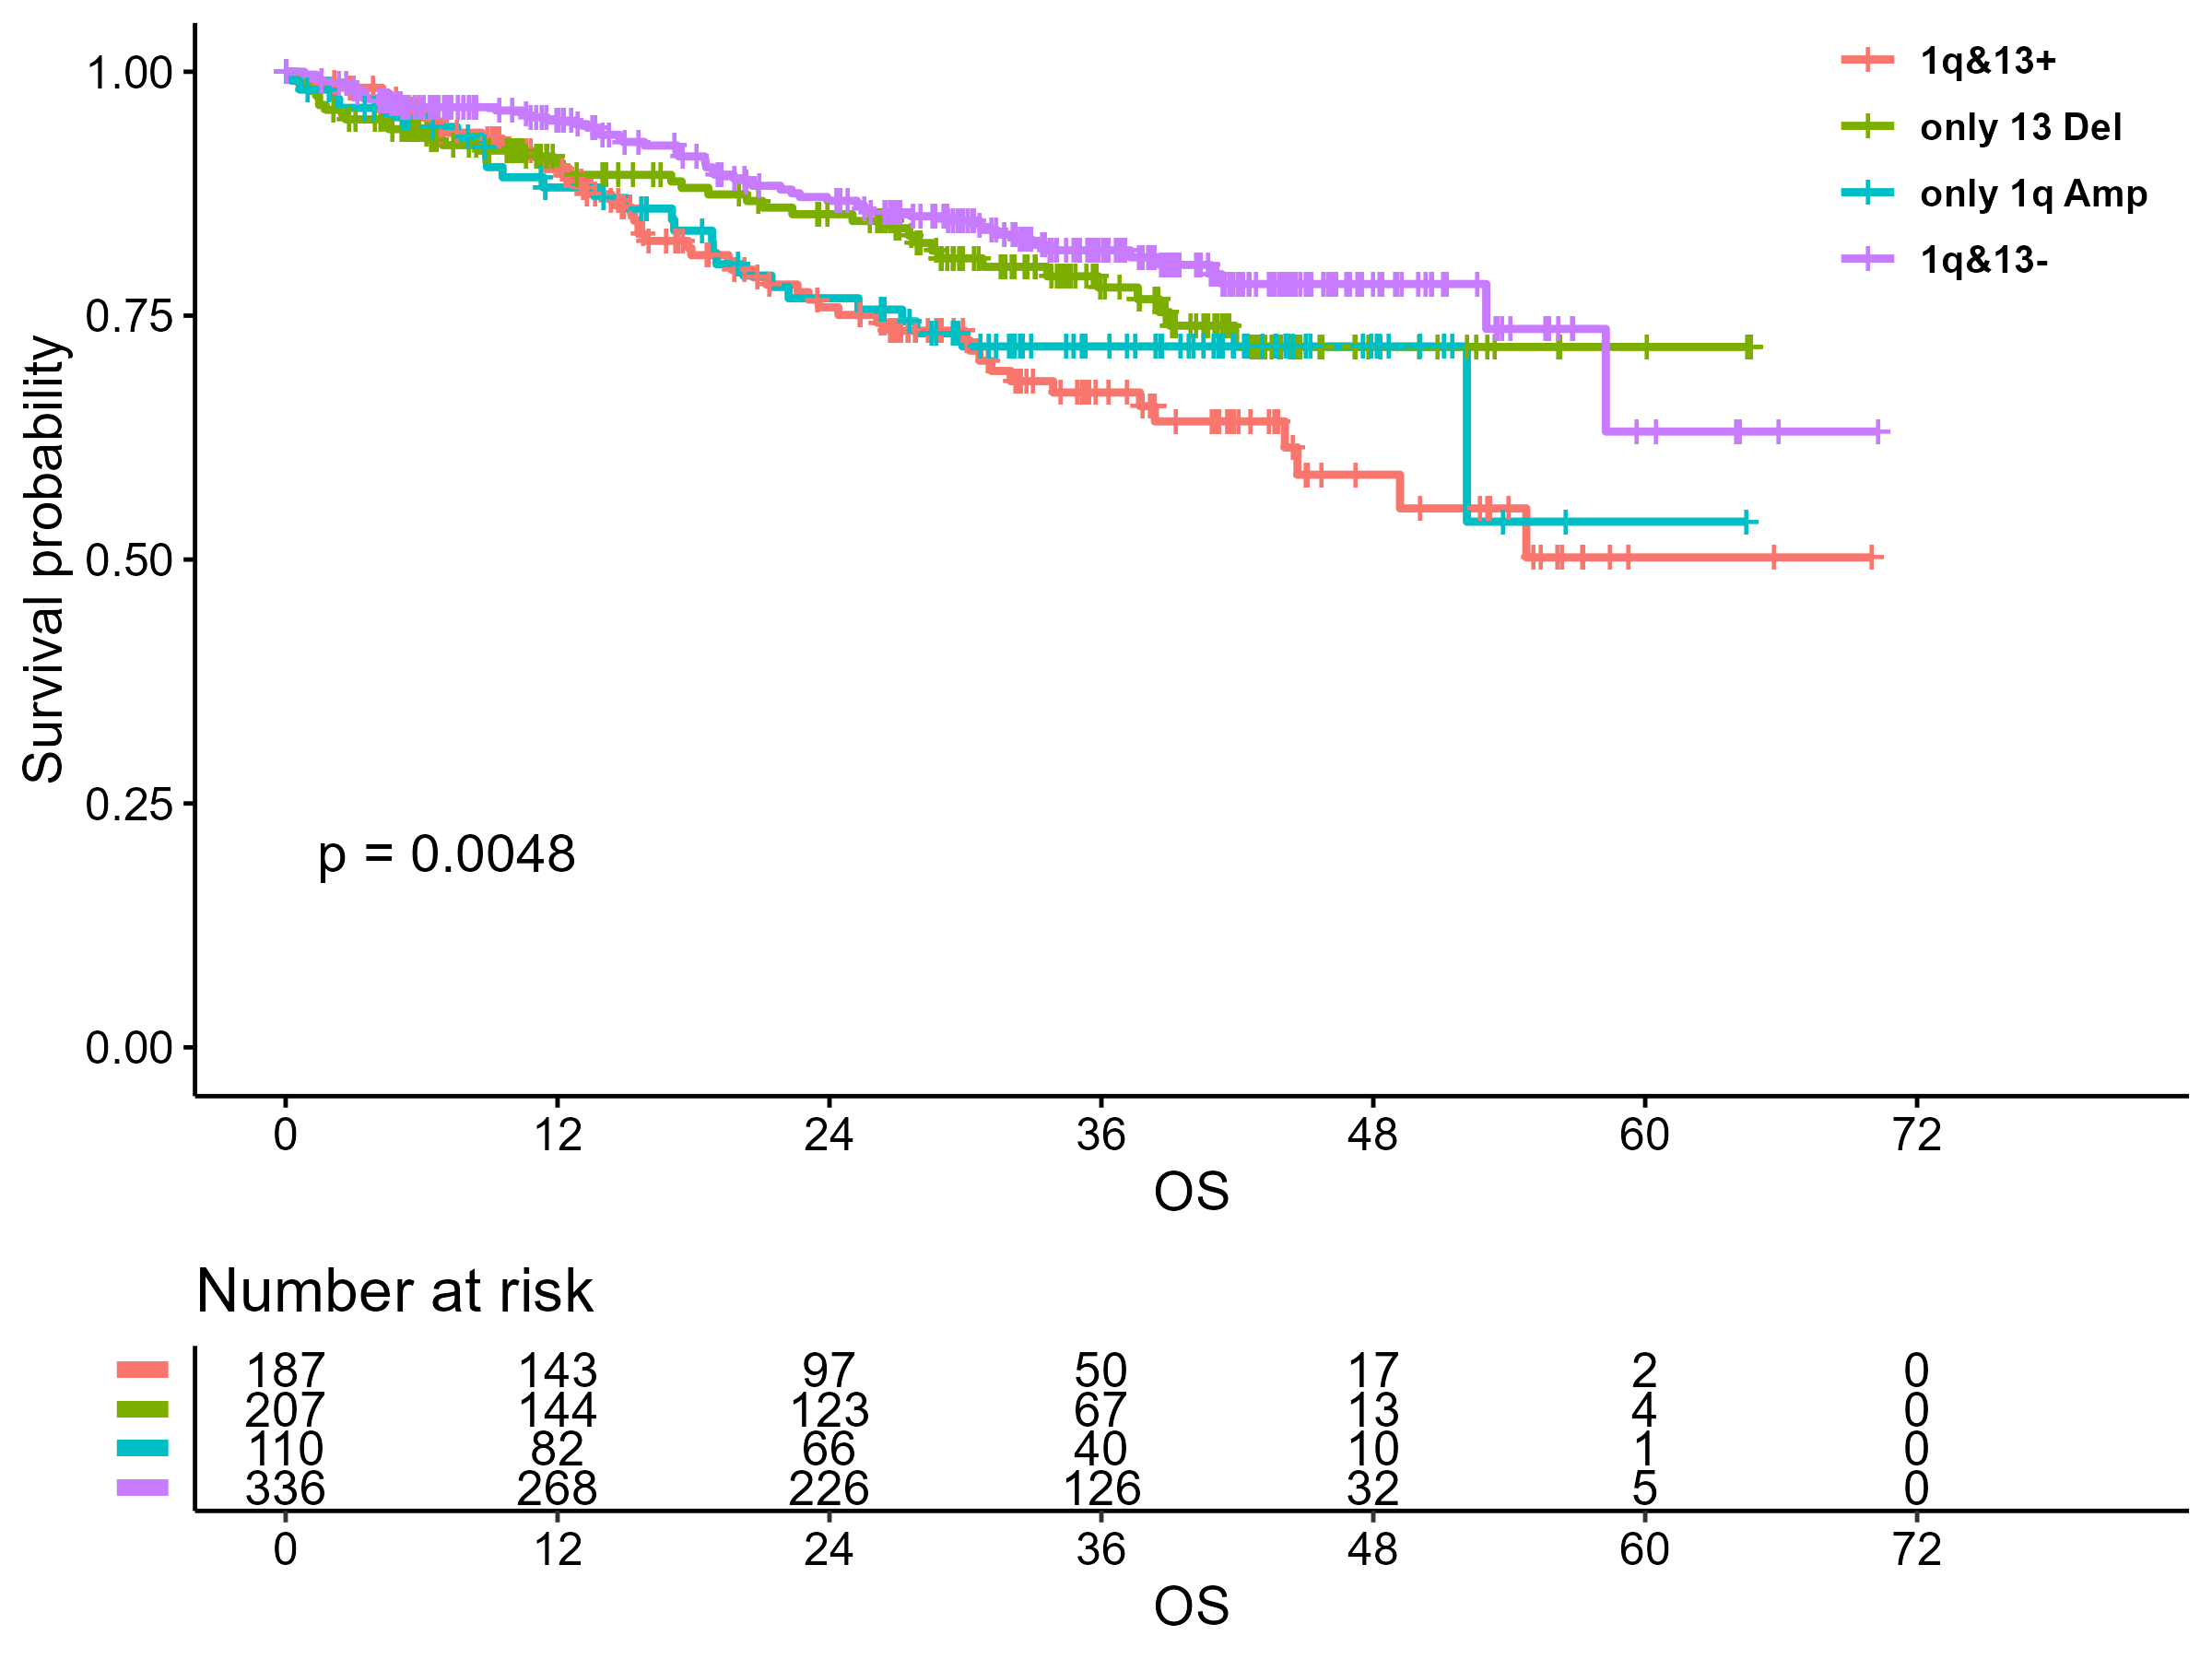 1q&13+
only 13 Del
only 1q Amp
1q&13-
Survival probability
1.00
0.75
0.50
0.25
0.00
p = 0.0048
0 12 24 36 48 60 72
OS
Number at risk
187 143 97 50 17 2 0
207 144 123 67 13 4 0
110 82 66 40 10 1 0
336 268 226 126 32 5 0
0 12 24 36 48 60 72
OS